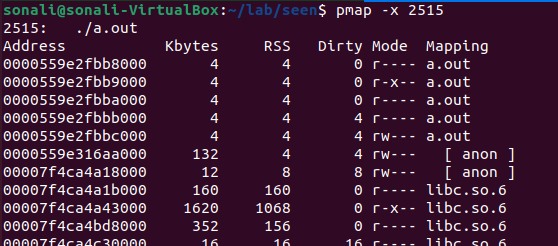 sonali@sonali-VirtualBox:~/lab/seen$ pmap -x 2515
2515:   ./a.out
Address           Kbytes     RSS   Dirty Mode  Mapping
0000559e2fbb8000       4       4       0 r---- a.out
0000559e2fbb9000       4       4       0 r-x-- a.out
0000559e2fbba000       4       4       0 r---- a.out
0000559e2fbbb000       4       4       4 r---- a.out
0000559e2fbbc000       4       4       4 rw--- a.out
0000559e316aa000     132       4       4 rw---   [ anon ]
00007f4ca4a18000      12       8       8 rw---   [ anon ]
00007f4ca4a1b000     160     160       0 r---- libc.so.6
00007f4ca4a43000    1620    1068       0 r-x-- libc.so.6
00007f4ca4bd8000     352     156       0 r---- libc.so.6
00007f4ca4c30000      16      16      16 r---- libc.so.6